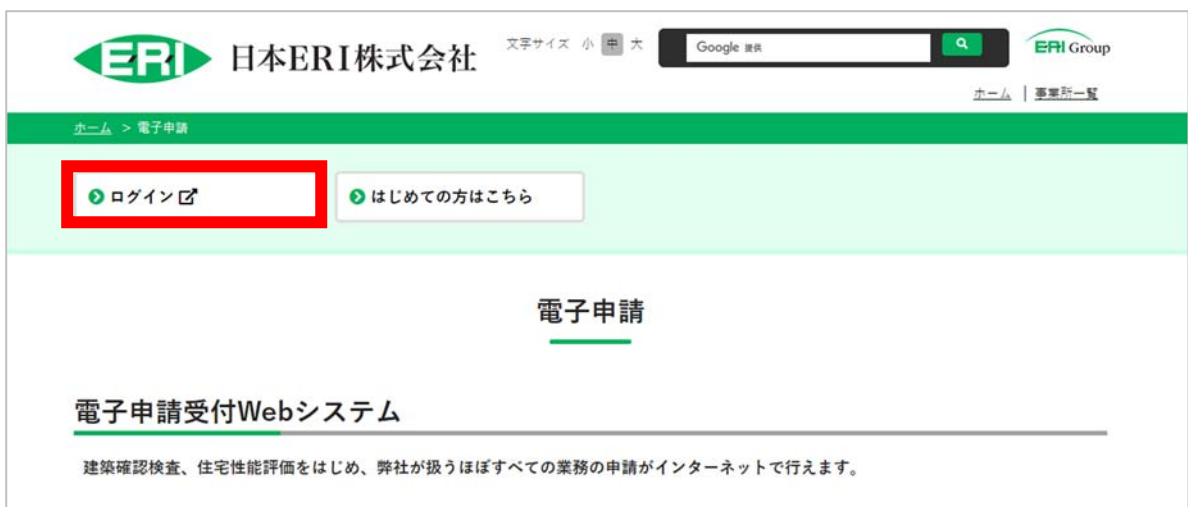 ERI 日本ERI株式会社 文字サイズ 小 中 大 Google 提供 ERI Group
ホーム | 事業所一覧
ホーム > 電子申請
ログイン はじめての方はこちら
電子申請
電子申請受付Webシステム
建築確認検査、住宅性能評価をはじめ、弊社が扱うほぼすべての業務の申請がインターネットで行えます。